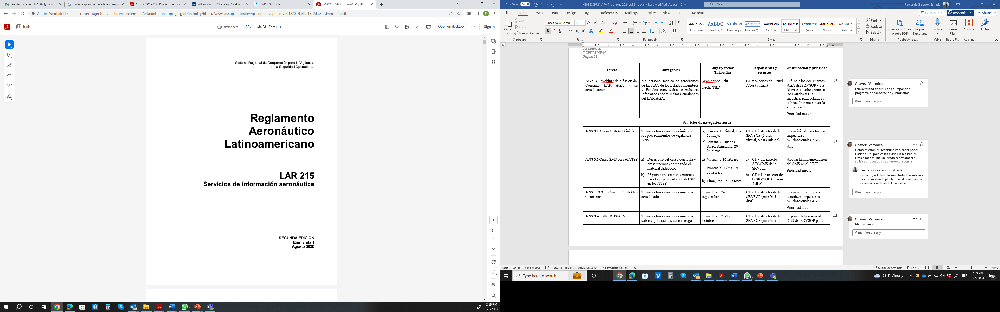 Recibidos - ferz.141087@gmail.c
curso vigilancia basada en riesgo
13. SRVSOP RBS Procedimientos.
All Products | SKYbrary Aviation S
LAR » SRVSOP
LAR215_2da.Ed_.Enm1_-1.pdf
Adobe Acrobat: PDF edit, convert, sign tools | chrome-extension://efaidnbmnnnibpcajpcglclefindmkaj/https://www.srvsop.aero/site/wp-content/uploads/2018/02/LAR215_2da.Ed_.Enm1_-1.pdf
Tools
srvsop.aero / LAR215_2da.Ed_.Enm1_-1
Open on desktop
Sign in
Sistema Regional de Cooperación para la Vigilancia
de la Seguridad Operacional
Reglamento
Aeronáutico
Latinoamericano
LAR 215
Servicios de información aeronáutica
SEGUNDA EDICIÓN
Enmienda 1
Agosto 2020
1
54
2:39 PM
9/5/2023
AutoSave On
NE08 RCPF21 APA Programa 2024 Jul 31.docx • Last Modified: August 15
Search
Fernando Zeledon Estrada
File Home Insert Draw Design Layout References Mailings Review View Help Acrobat
Comments Reviewing Share
Paste
Cut
Copy
Format Painter
Clipboard
Times New Roma 11
Font
Paragraph
Emphasis Heading 1 Heading 2 Intense Q... ¶ No Spac... ¶ Normal Quote Strong Subtitle
Styles
Find
Replace
Select
Editing
Create and Share
Adobe PDF
Request
Signatures
Adobe Acrobat
Dictate
Voice
Reuse
Files
Reuse Fi...
Add-ins
Add-ins
Editor
Apéndice A
RCPF/21-NE/08
Página 24
Tareas
Entregables
Lugar y fechas
(Inicio/fin)
Responsables y
recursos
Justificación y prioridad
AGA 3.7 Webinar de difusión del
Conjunto LAR AGA y su
actualización
XX personal técnico de aeródromos
de las AAC de los Estados-miembros
y Estados convidados, e industria
informados sobre ultimas enmiendas
del LAR AGA.
Webinar de 1 día.
Fecha TBD
CT y expertos del Panel
AGA (virtual)
Difundir los documentos
AGA del SRVSOP y sus
últimas actualizaciones a
los Estados y a la
industria, para aclarar su
aplicación e incentivar la
armonización.
Prioridad media
Servicios de navegación aérea
ANS 3.1 Curso GSI-ANS inicial
25 inspectores con conocimiento en
los procedimientos de vigilancia
ANS.
a) Semana 1, Virtual, 13-
17 mayo
b) Semana 2, Buenos
Aires, Argentina, 20-
24 mayo
CT y 1 instructor de la
SRVSOP (5 días
virtual, 5 días misión)
Curso inicial para formar
inspectores
multinacionales ANS
Alta
ANS 3.2 Curso SMS para el ATSP
a) Desarrollo del curso curricula y
presentaciones como todo el
material didáctico.
b) 25 personas con conocimientos
para la implementación del SMS
en los ATSP.
a) Virtual, 5-16 febrero
Presencial, Lima, 19-
23 febrero
b) Lima, Perú, 5-9 agosto
a) CT y un experto
ATS/SMS de la
SRVSOP
b) CT y 1 instructor de
la SRVSOP (misión
5 días)
Apoyar la implementación
del SMS en el ATSP
Prioridad media
ANS 3.3 Curso GSI-ANS
recurrente
25 inspectores con conocimientos
actualizados
Lima, Perú, 2-6
septiembre
CT y 1 instructor de la
SRVSOP (misión 5
días)
Curso recurrente para
actualizar inspectores
multinacionales ANS
Prioridad alta
ANS 3.4 Taller RBS/ATS
25 inspectores con conocimientos
sobre vigilancia basada en riesgos
Lima, Perú, 21-25
octubre
CT y 1 instructor de la
SRVSOP (misión 5
Exponer la herramienta
RBS del SRVSOP para
Chavez, Veronica
Esta actividad de difusion corresponde al
programa de capacitacion y seminarios
@mention or reply
Chavez, Veronica
Como es esto????, Argentina va a pagar por el
traslado, Por politica los cursos se realizan en
Lima a menos que un Estado expresamente
solicite otra sede y se comprometa con la
Fernando Zeledon Estrada
Correcto, el Estado ha manifestado el interés y
por ese motivo lo planteamos de esa manera,
estamos coordinando la logística
@mention or reply
Chavez, Veronica
Idem anterior
@mention or reply
Page 16 of 28 6165 words Spanish (Spain, Traditional Sort) Text Predictions: On
Display Settings Focus 100%
Type here to search
71°F Cloudy
ESP
2:39 PM
9/5/2023
30